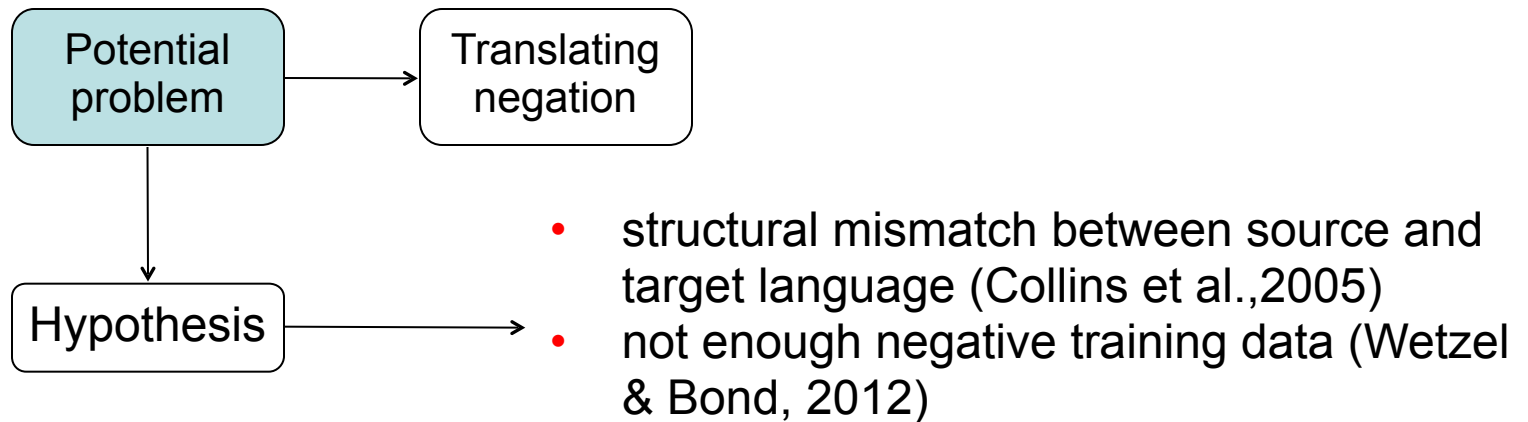 Potential
problem
Translating
negation
Hypothesis
• structural mismatch between source and
target language (Collins et al.,2005)
• not enough negative training data (Wetzel
& Bond, 2012)